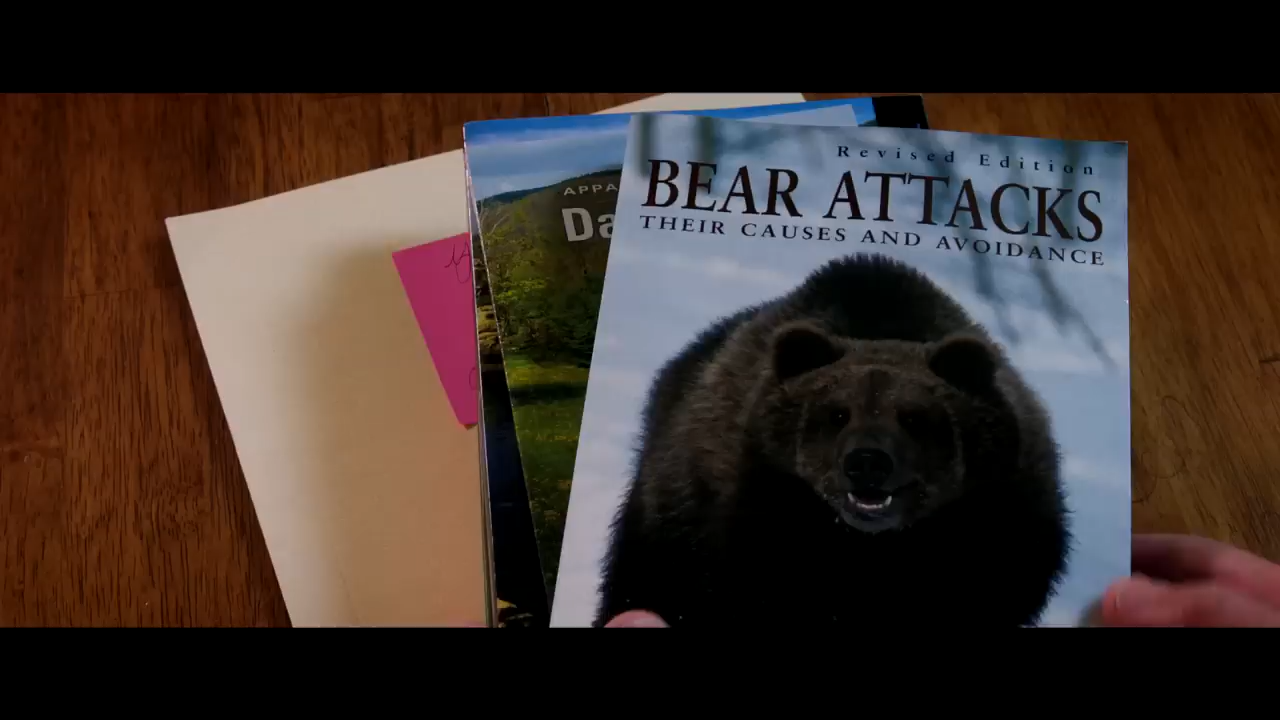 Revised Edition
BEAR ATTACKS
THEIR CAUSES AND AVOIDANCE
APPA
Da